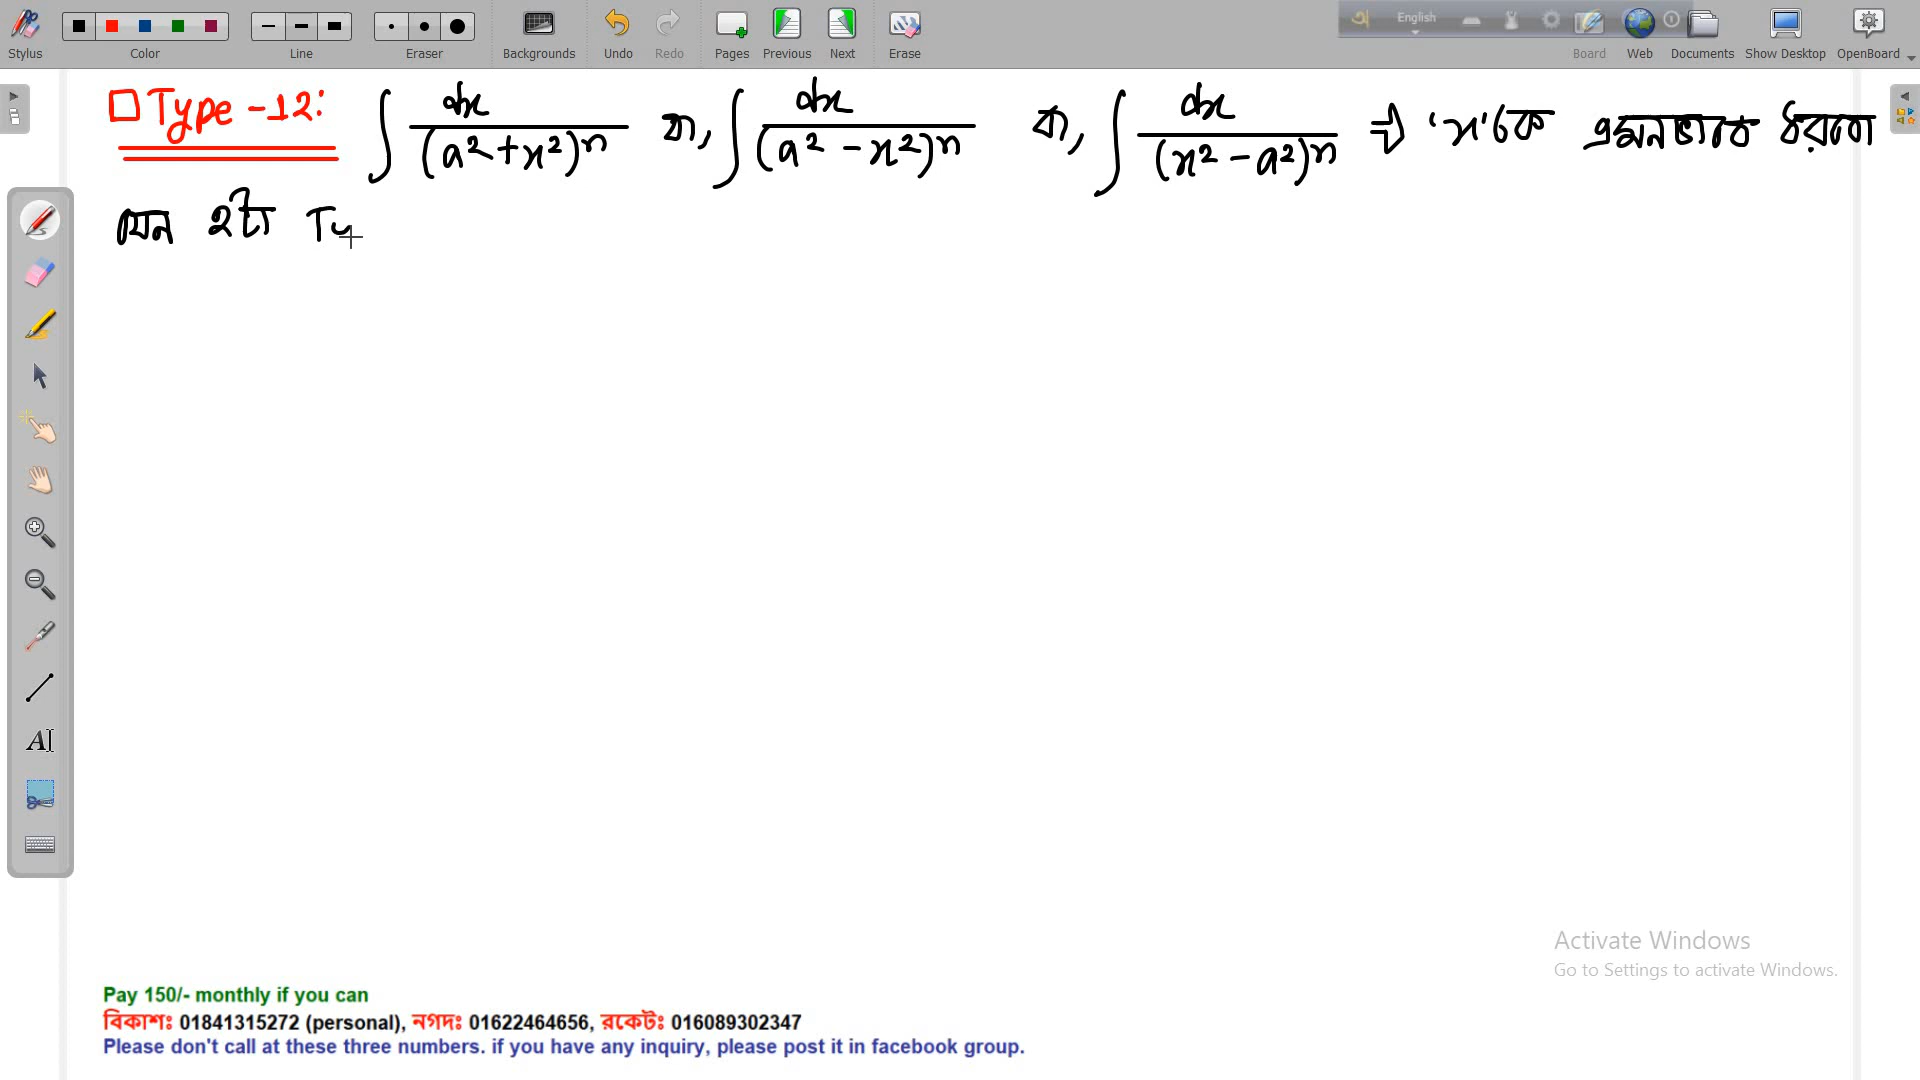 Stylus Color Line Eraser Backgrounds Undo Redo Pages Previous Next Erase English Board Web Documents Show Desktop OpenBoard
□ Type -12: ∫ dx/(a²+x²)ⁿ বা, ∫ dx/(a² - x²)ⁿ বা, ∫ dx/(x² - a²)ⁿ ⇒ 'x' কে এমনভাবে ধরবো
যেন ২টা Ty
Activate Windows
Go to Settings to activate Windows.
Pay 150/- monthly if you can
বিকাশঃ 01841315272 (personal), নগদঃ 01622464656, রকেটঃ 016089302347
Please don't call at these three numbers. if you have any inquiry, please post it in facebook group.